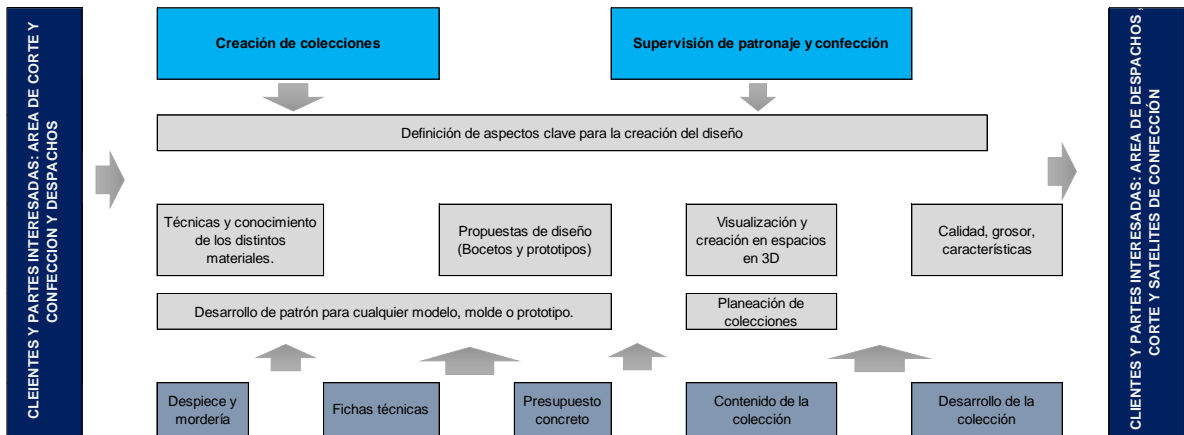 CLEIENTES Y PARTES INTERESADAS: AREA DE CORTE Y
CONFECCION Y DESPACHOS
Creación de colecciones
Supervisión de patronaje y confección
Definición de aspectos clave para la creación del diseño
Técnicas y conocimiento
de los distintos
materiales.
Propuestas de diseño
(Bocetos y prototipos)
Visualización y
creación en espacios
en 3D
Calidad, grosor,
características
Desarrollo de patrón para cualquier modelo, molde o prototipo.
Planeación de
colecciones
Despiece y
mordería
Fichas técnicas
Presupuesto
concreto
Contenido de la
colección
Desarrollo de la
colección
CLIENTES Y PARTES INTERESADAS: AREA DE DESPACHOS ,
CORTE Y SATELITES DE CONFECCIÓN